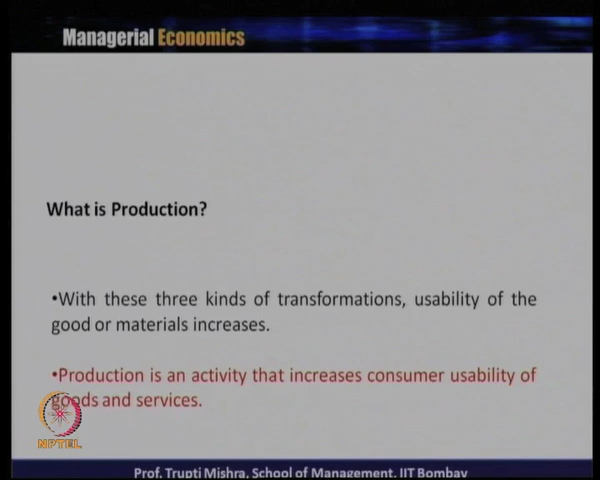 Managerial Economics
What is Production?
•With these three kinds of transformations, usability of the
good or materials increases.
•Production is an activity that increases consumer usability of
goods and services.
NPTEL
Prof. Trupti Mishra, School of Management, IIT Bombay